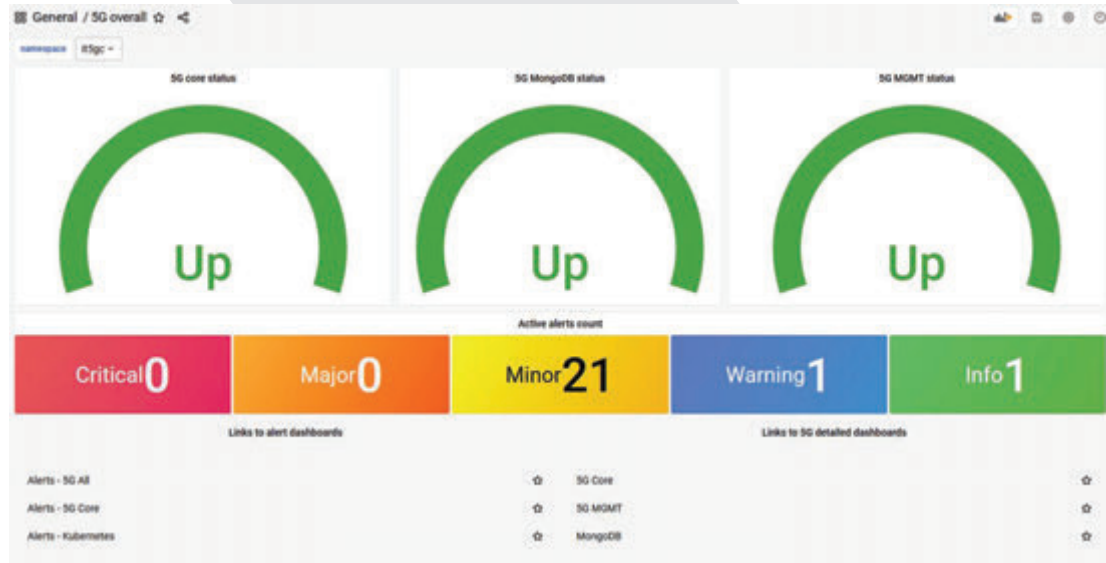 General / 5G overall
namespace it5gc
5G core status
5G MongoDB status
5G MGMT status
Up
Up
Up
Active alerts count
Critical 0
Major 0
Minor 21
Warning 1
Info 1
Links to alert dashboards
Links to 5G detailed dashboards
Alerts - 5G All
5G Core
Alerts - 5G Core
5G MGMT
Alerts - Kubernetes
MongoDB